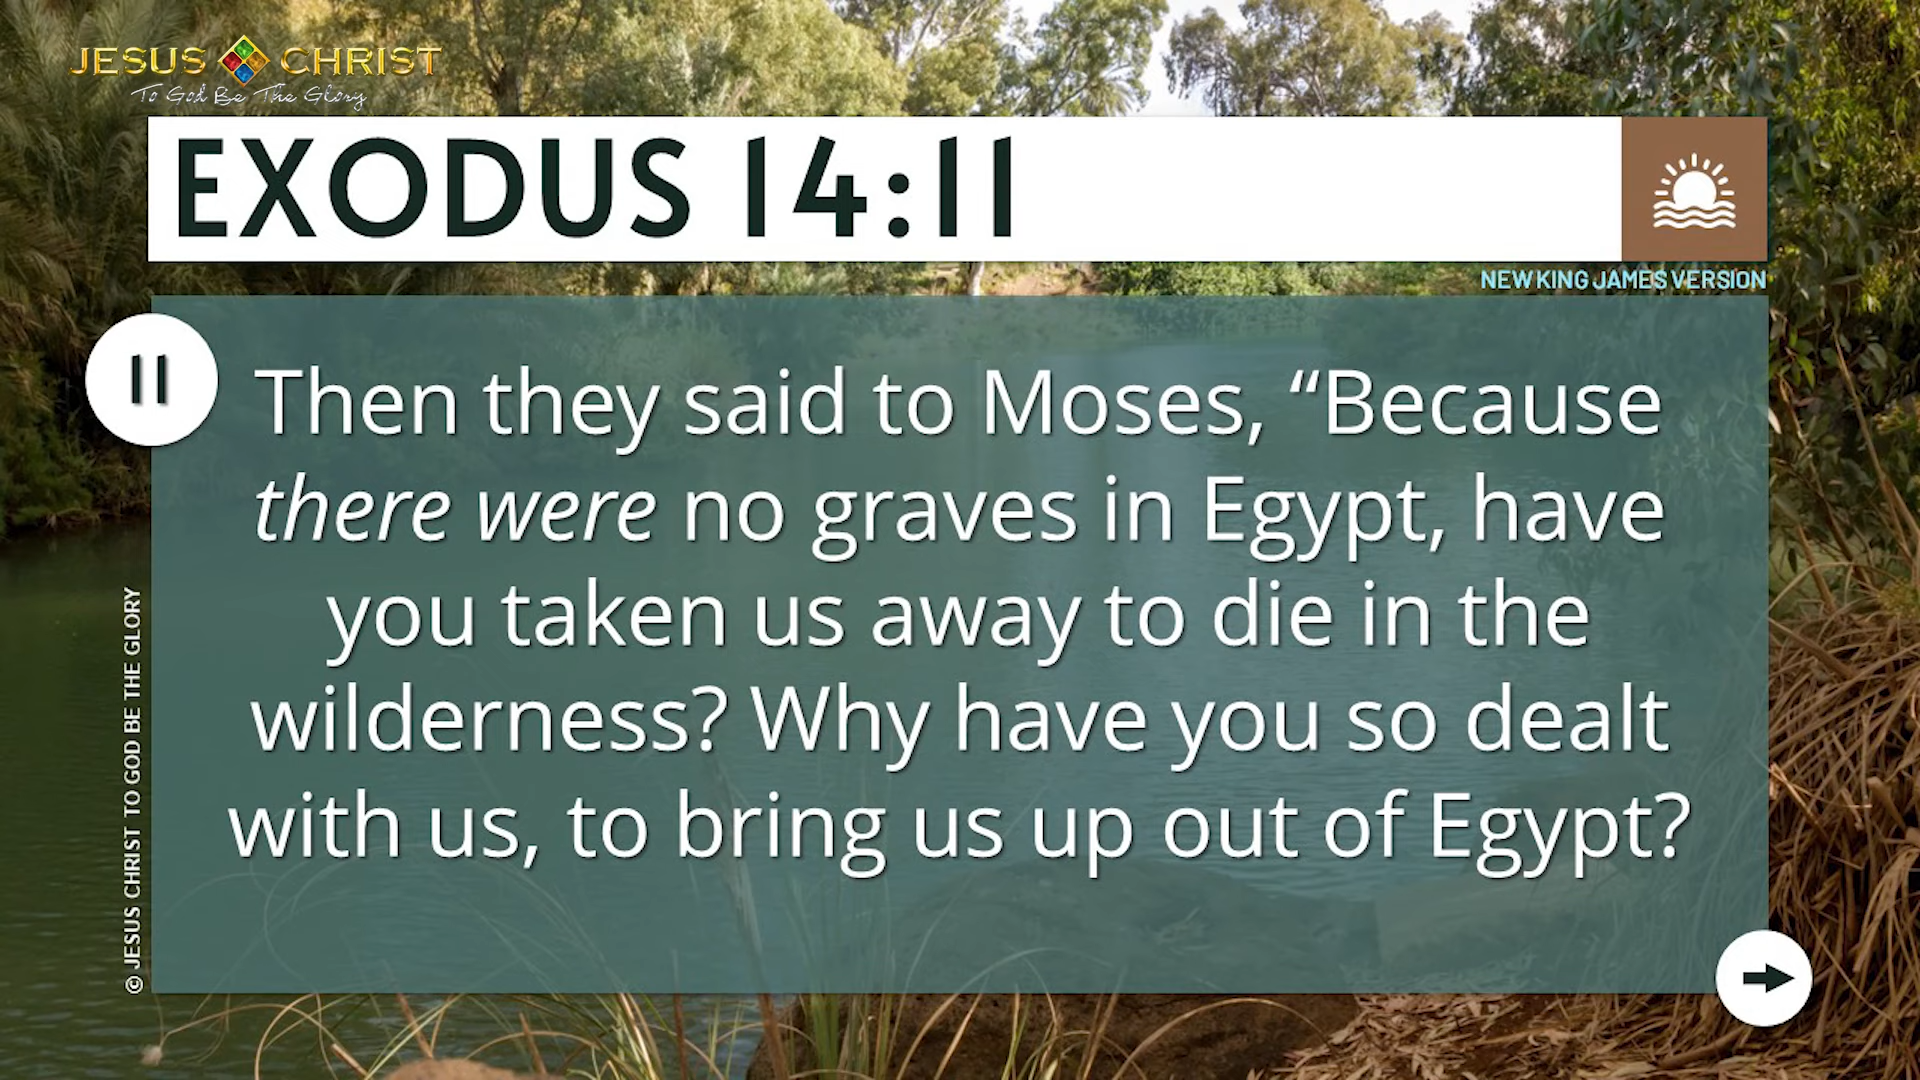 JESUS CHRIST
To God Be The Glory
EXODUS 14:11
NEW KING JAMES VERSION
11
Then they said to Moses, “Because
there were no graves in Egypt, have
you taken us away to die in the
wilderness? Why have you so dealt
with us, to bring us up out of Egypt?
© JESUS CHRIST TO GOD BE THE GLORY